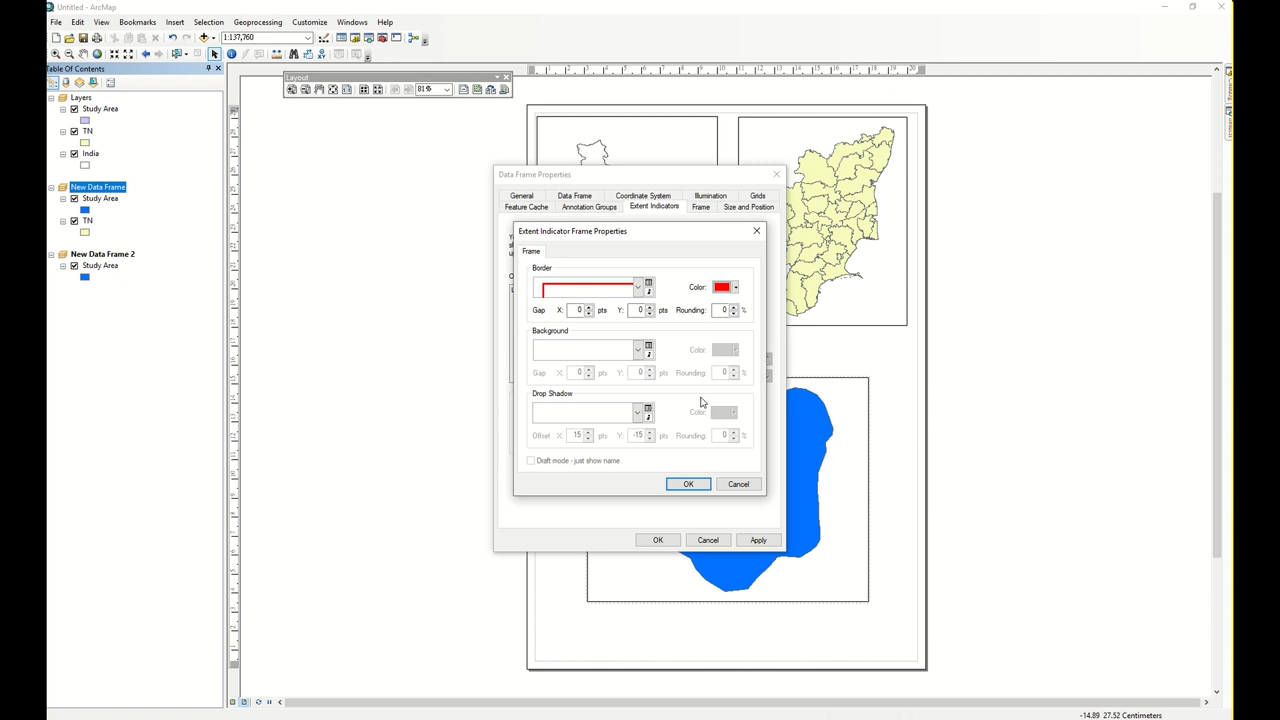 Untitled - ArcMap
File Edit View Bookmarks Insert Selection Geoprocessing Customize Windows Help
1:137,760
Table Of Contents
Layers
Study Area
TN
India
New Data Frame
Study Area
TN
New Data Frame 2
Study Area
Layout
81%
Data Frame Properties
General Data Frame Coordinate System Illumination Grids
Feature Cache Annotation Groups Extent Indicators Frame Size and Position
Extent Indicator Frame Properties
Frame
Border
Color:
Gap X: 0 pts Y: 0 pts Rounding: 0 %
Background
Color:
Gap X: 0 pts Y: 0 pts Rounding: 0 %
Drop Shadow
Color:
Offset X: 15 pts Y: -15 pts Rounding: 0 %
Draft mode - just show name
OK Cancel
OK Cancel Apply
-14.89 27.52 Centimeters